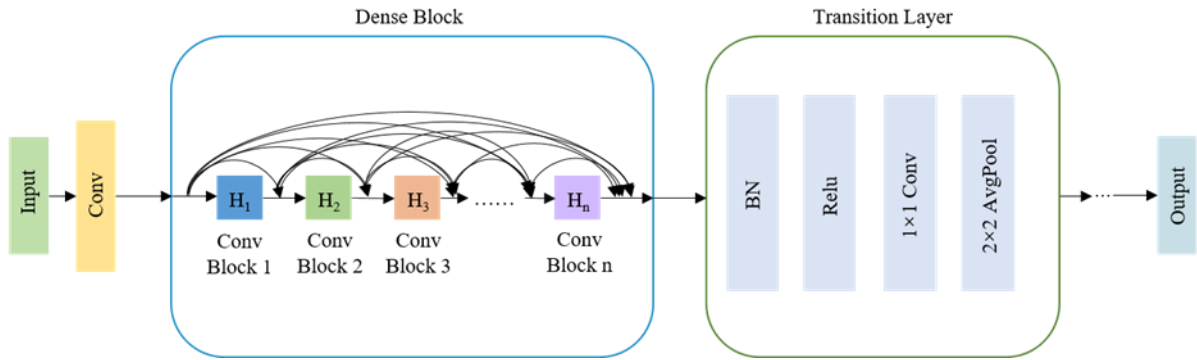 Dense Block
Transition Layer
Input
Conv
H1
H2
H3
......
Hn
Conv
Block 1
Conv
Block 2
Conv
Block 3
Conv
Block n
BN
Relu
1×1 Conv
2×2 AvgPool
...
Output